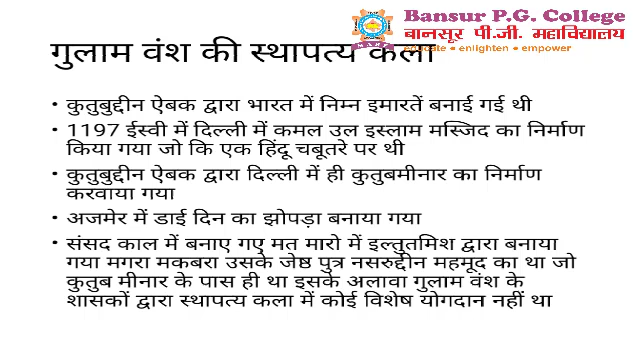 Bansur P.G. College
बानसूर पी.जी. महाविद्यालय
educate • enlighten • empower
गुलाम वंश की स्थापत्य कला
• कुतुबुद्दीन ऐबक द्वारा भारत में निम्न इमारतें बनाई गई थी
• 1197 ईस्वी में दिल्ली में कमल उल इस्लाम मस्जिद का निर्माण
किया गया जो कि एक हिंदू चबूतरे पर थी
• कुतुबुद्दीन ऐबक द्वारा दिल्ली में ही कुतुबमीनार का निर्माण
करवाया गया
• अजमेर में डाई दिन का झोपड़ा बनाया गया
• संसद काल में बनाए गए मत मारो में इल्तुतमिश द्वारा बनाया
गया मगरा मकबरा उसके जेष्ठ पुत्र नसरुद्दीन महमूद का था जो
कुतुब मीनार के पास ही था इसके अलावा गुलाम वंश के
शासकों द्वारा स्थापत्य कला में कोई विशेष योगदान नहीं था